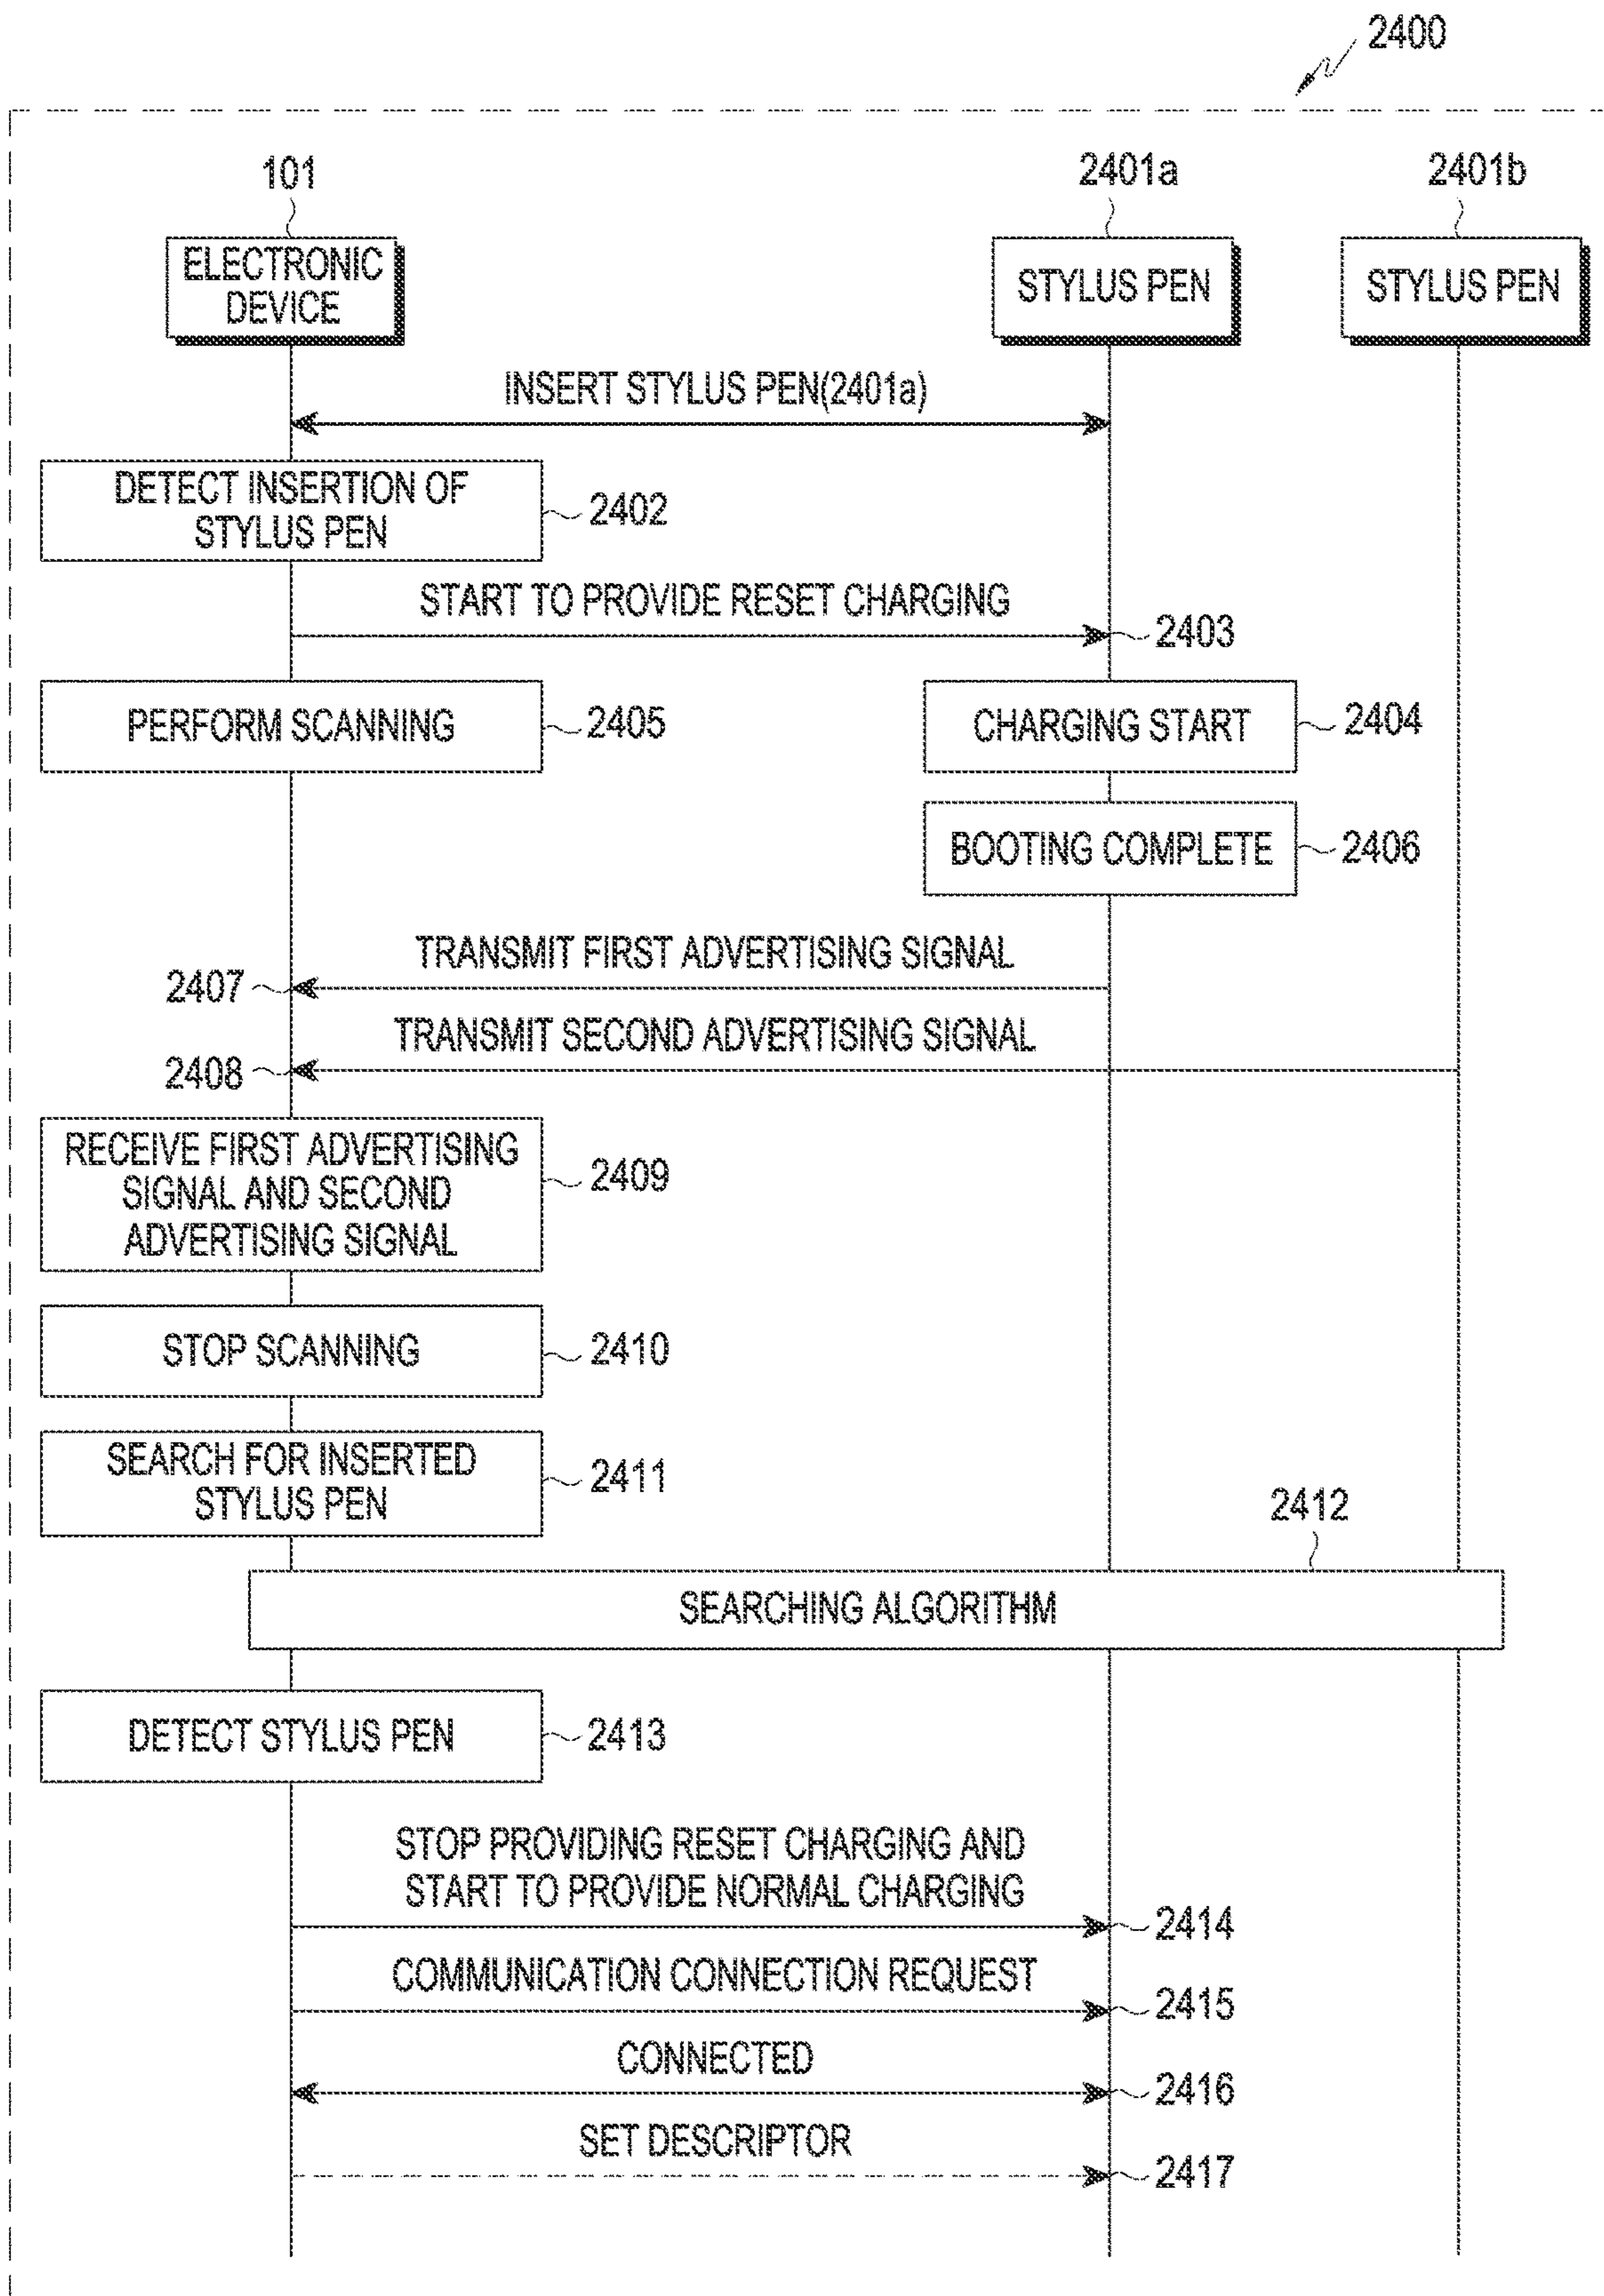 2400
101
2401a
2401b
ELECTRONIC
DEVICE
STYLUS PEN
STYLUS PEN
INSERT STYLUS PEN(2401a)
DETECT INSERTION OF
STYLUS PEN
2402
START TO PROVIDE RESET CHARGING
2403
PERFORM SCANNING
2405
CHARGING START
2404
BOOTING COMPLETE
2406
TRANSMIT FIRST ADVERTISING SIGNAL
2407
TRANSMIT SECOND ADVERTISING SIGNAL
2408
RECEIVE FIRST ADVERTISING
SIGNAL AND SECOND
ADVERTISING SIGNAL
2409
STOP SCANNING
2410
SEARCH FOR INSERTED
STYLUS PEN
2411
2412
SEARCHING ALGORITHM
DETECT STYLUS PEN
2413
STOP PROVIDING RESET CHARGING AND
START TO PROVIDE NORMAL CHARGING
2414
COMMUNICATION CONNECTION REQUEST
2415
CONNECTED
2416
SET DESCRIPTOR
2417